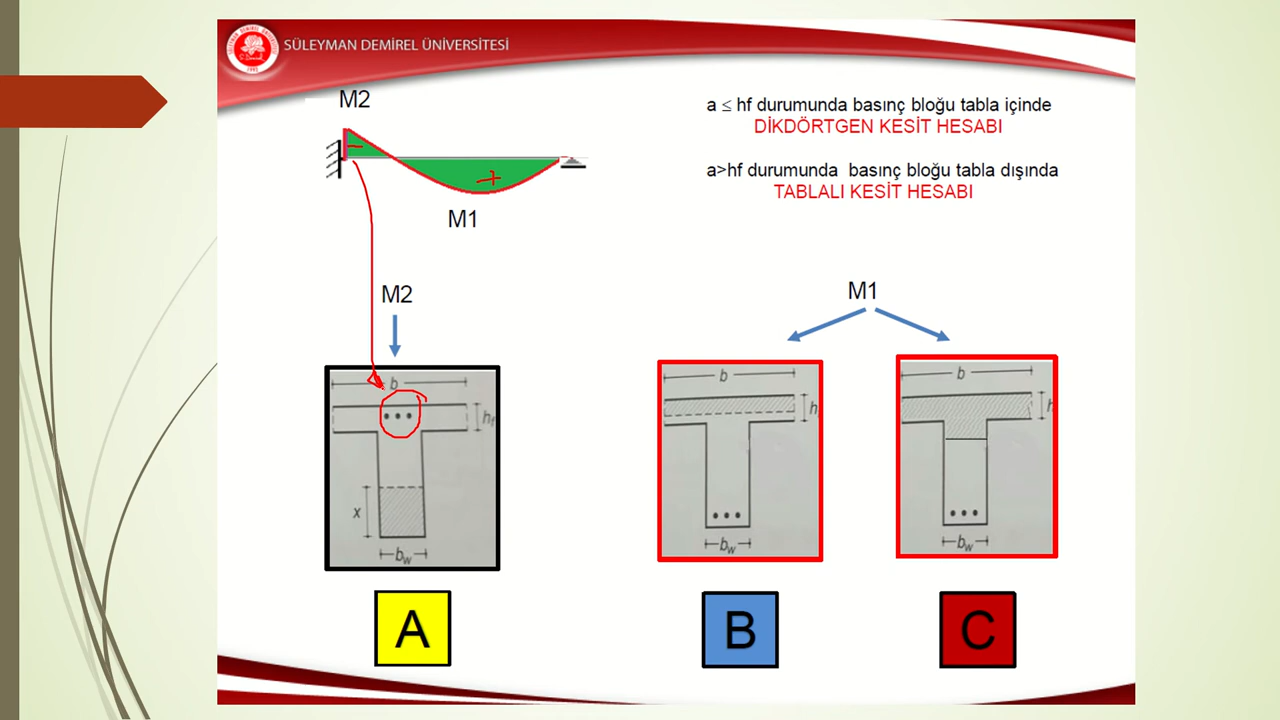 SÜLEYMAN DEMİREL ÜNİVERSİTESİ
M2
M1
a ≤ hf durumunda basınç bloğu tabla içinde
DİKDÖRTGEN KESİT HESABI
a>hf durumunda basınç bloğu tabla dışında
TABLALI KESİT HESABI
M2
M1
b
hf
x
bw
b
h
bw
b
h
bw
A
B
C